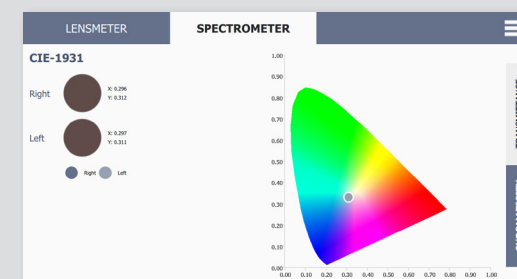 LENSMETER
SPECTROMETER
CIE-1931
Right
X: 0.296
Y: 0.312
Left
X: 0.297
Y: 0.311
Right
Left
1.00
0.90
0.80
0.70
0.60
0.50
0.40
0.30
0.20
0.10
0.00
0.00 0.10 0.20 0.30 0.40 0.50 0.60 0.70 0.80 0.90 1.00